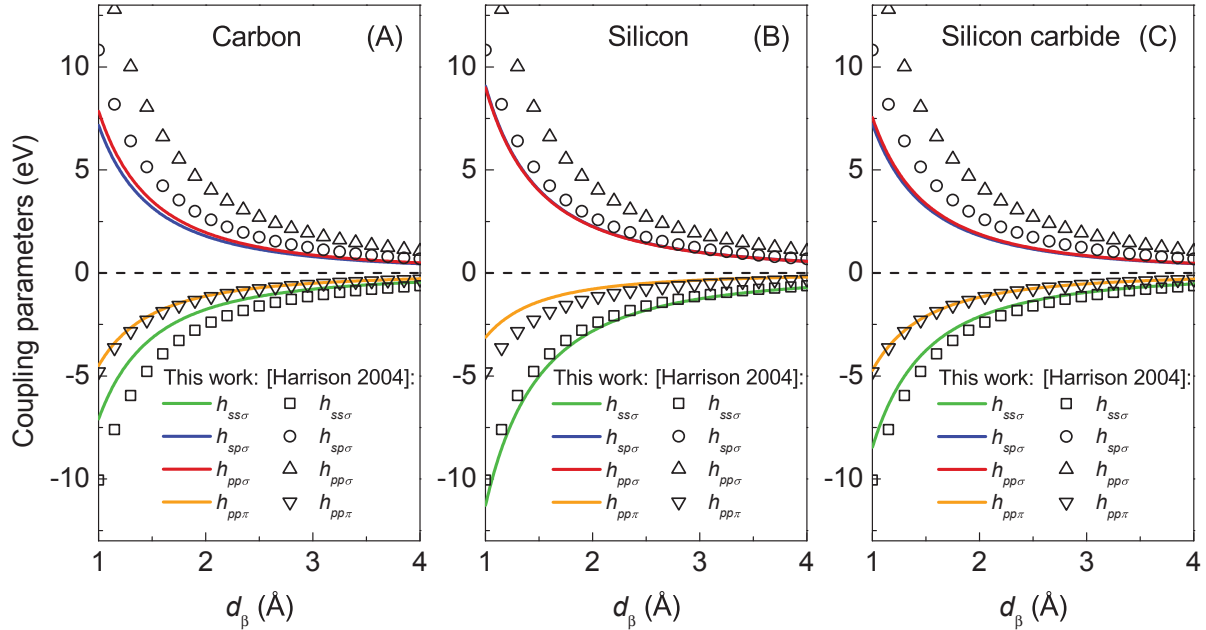 Coupling parameters (eV)
10
5
0
-5
-10
Carbon (A)
This work: [Harrison 2004]:
hssσ hssσ
hspσ hspσ
hppσ hppσ
hppπ hppπ
1 2 3 4
dβ (Å)
Silicon (B)
10
5
0
-5
-10
This work: [Harrison 2004]:
hssσ hssσ
hspσ hspσ
hppσ hppσ
hppπ hppπ
1 2 3 4
dβ (Å)
Silicon carbide (C)
10
5
0
-5
-10
This work: [Harrison 2004]:
hssσ hssσ
hspσ hspσ
hppσ hppσ
hppπ hppπ
1 2 3 4
dβ (Å)